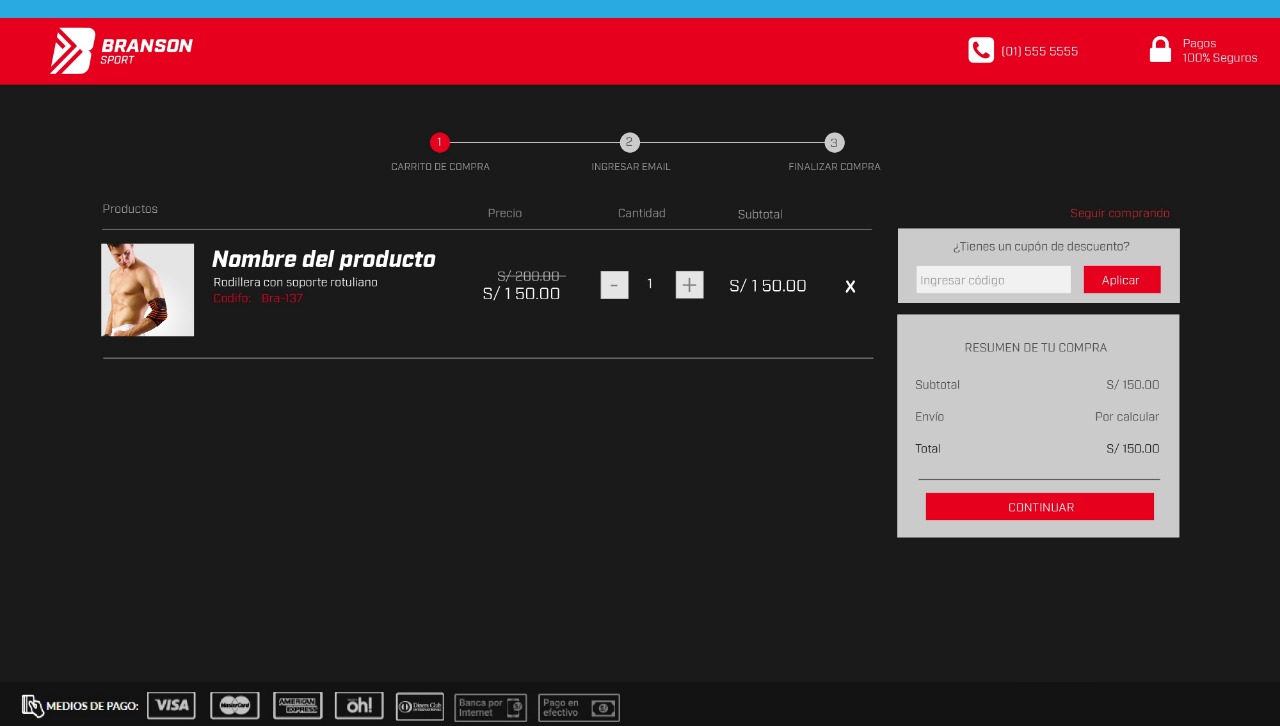 BRANSON
SPORT
(01) 555 5555
Pagos
100% Seguros
1
2
3
CARRITO DE COMPRA
INGRESAR EMAIL
FINALIZAR COMPRA
Productos
Precio
Cantidad
Subtotal
Seguir comprando
Nombre del producto
Rodillera con soporte rotuliano
Codifo: Bra-137
S/ 200.00
S/ 150.00
-
1
+
S/ 150.00
X
¿Tienes un cupón de descuento?
Ingresar código
Aplicar
RESUMEN DE TU COMPRA
Subtotal S/ 150.00
Envío Por calcular
Total S/ 150.00
CONTINUAR
MEDIOS DE PAGO:
VISA
MasterCard
AMERICAN
EXPRESS
oh!
Diners Club
INTERNATIONAL
Banca por
Internet
Pago en
efectivo